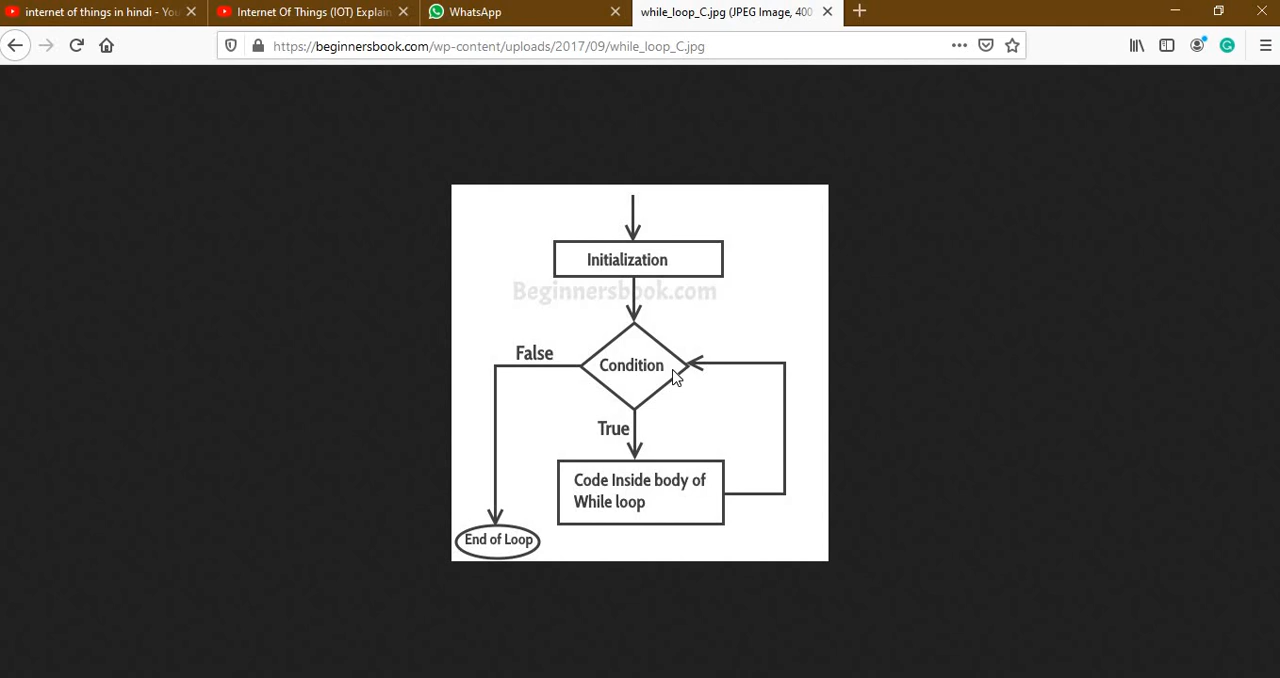 internet of things in hindi - You
Internet Of Things (IOT) Explain
WhatsApp
while_loop_C.jpg (JPEG Image, 400
https://beginnersbook.com/wp-content/uploads/2017/09/while_loop_C.jpg
Initialization
Beginnersbook.com
False
Condition
True
Code Inside body of
While loop
End of Loop